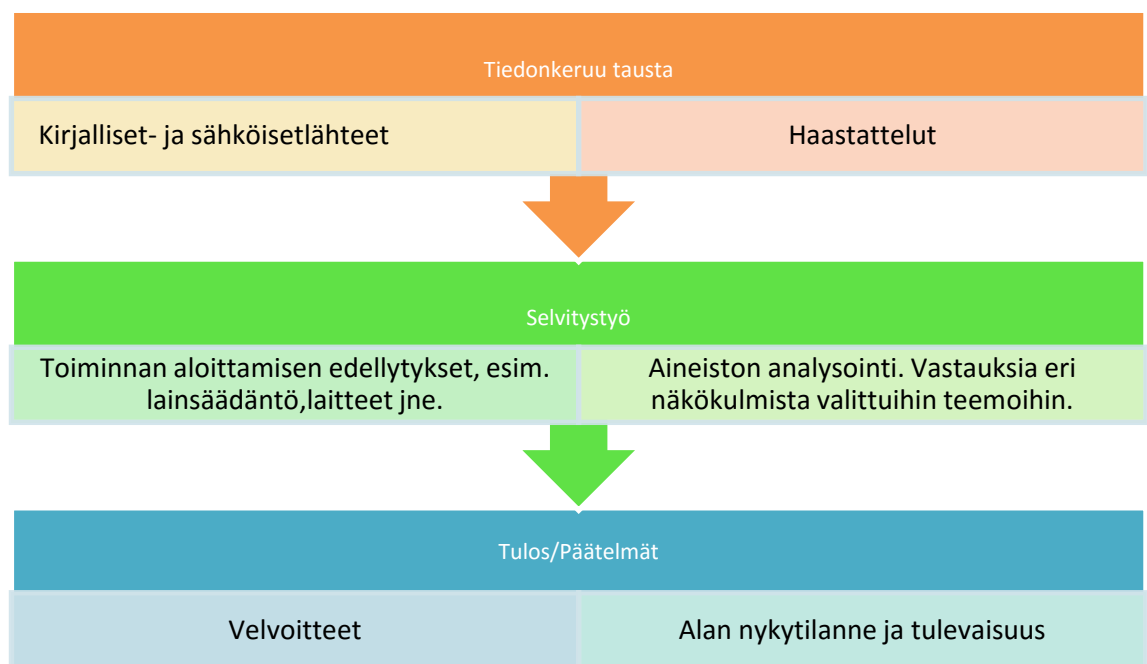 Tiedonkeruu tausta
Kirjalliset- ja sähköisetlähteet
Haastattelut
Selvitystyö
Toiminnan aloittamisen edellytykset, esim.
lainsäädäntö,laitteet jne.
Aineiston analysointi. Vastauksia eri
näkökulmista valittuihin teemoihin.
Tulos/Päätelmät
Velvoitteet
Alan nykytilanne ja tulevaisuus